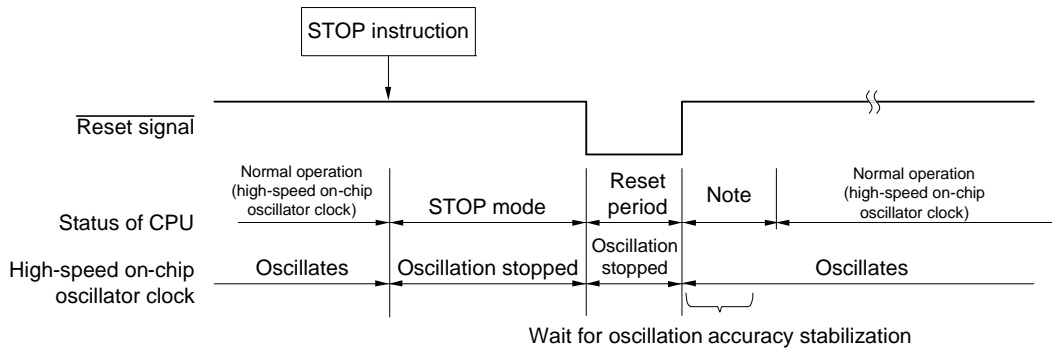 STOP instruction
Reset signal
Status of CPU
Normal operation
(high-speed on-chip
oscillator clock)
STOP mode
Reset
period
Note
Normal operation
(high-speed on-chip
oscillator clock)
High-speed on-chip
oscillator clock
Oscillates
Oscillation stopped
Oscillation
stopped
Oscillates
Wait for oscillation accuracy stabilization